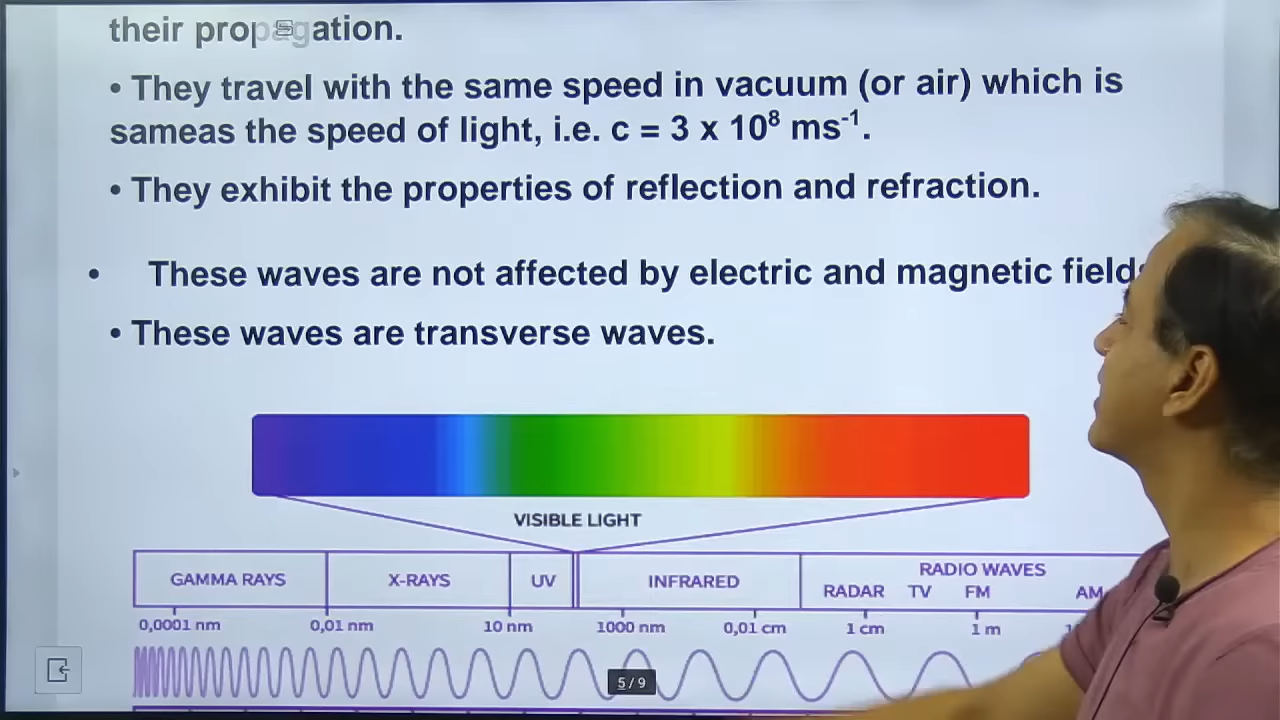 their propagation.
• They travel with the same speed in vacuum (or air) which is
sameas the speed of light, i.e. c = 3 x 10⁸ ms⁻¹.
• They exhibit the properties of reflection and refraction.
• These waves are not affected by electric and magnetic field
• These waves are transverse waves.
VISIBLE LIGHT
GAMMA RAYS X-RAYS UV INFRARED RADIO WAVES
RADAR TV FM AM
0,0001 nm 0,01 nm 10 nm 1000 nm 0,01 cm 1 cm 1 m
5/9